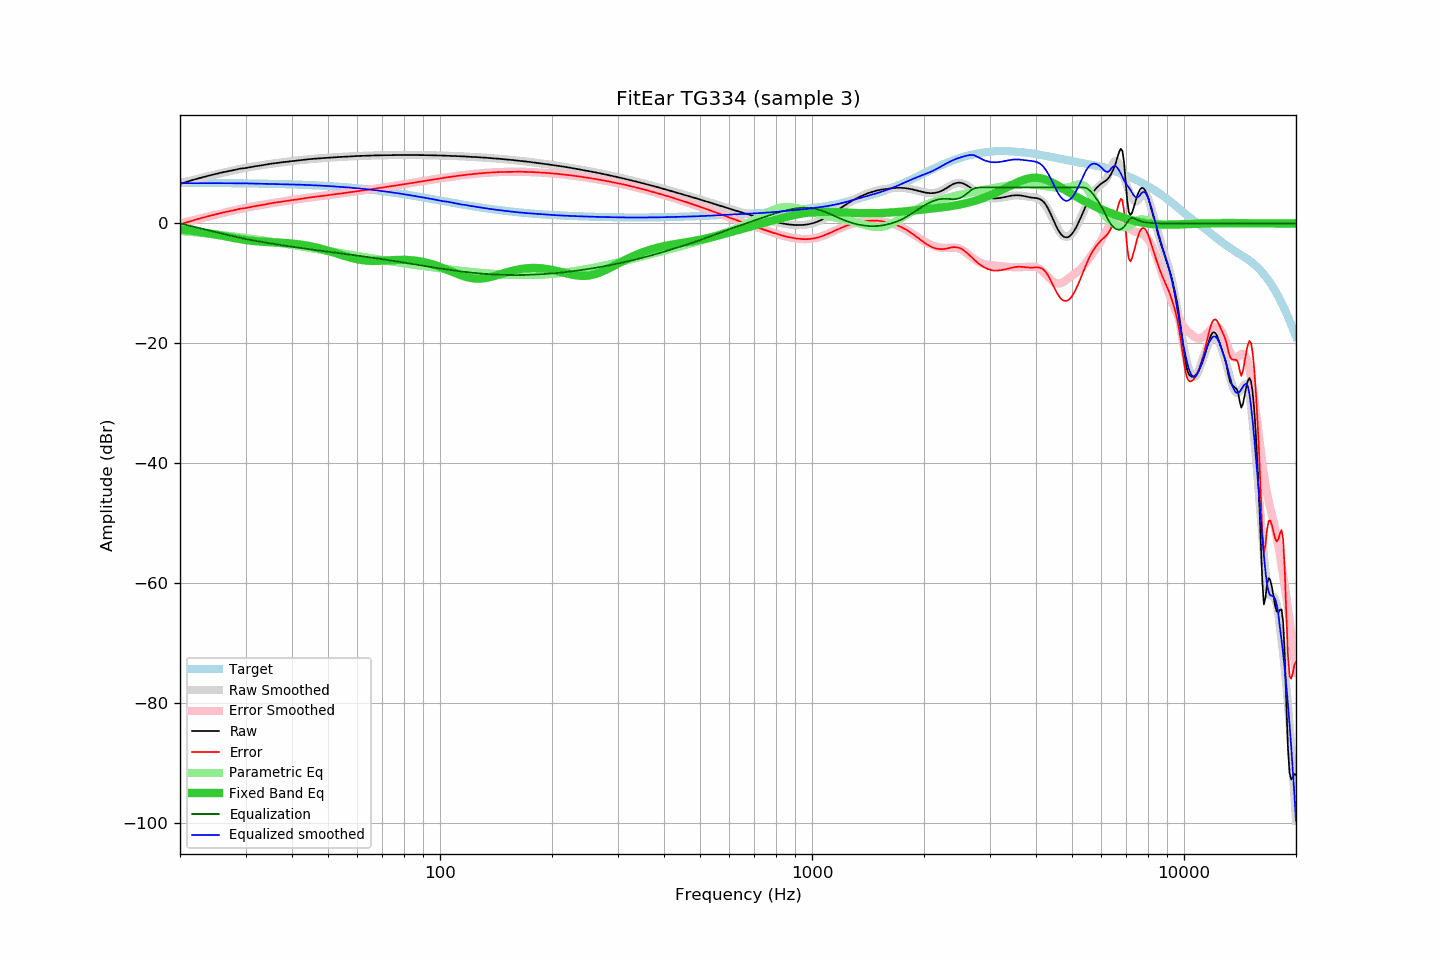 FitEar TG334 (sample 3)
Amplitude (dBr)
0
−20
−40
−60
−80
−100
Target
Raw Smoothed
Error Smoothed
Raw
Error
Parametric Eq
Fixed Band Eq
Equalization
Equalized smoothed
100 1000 10000
Frequency (Hz)